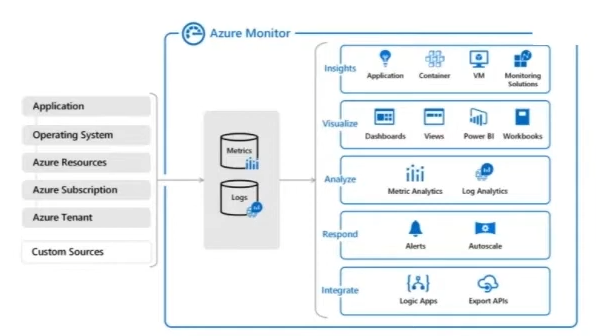 Azure Monitor
Application
Operating System
Azure Resources
Azure Subscription
Azure Tenant
Custom Sources
Metrics
Logs
Insights
Application
Container
VM
Monitoring
Solutions
Visualize
Dashboards
Views
Power BI
Workbooks
Analyze
Metric Analytics
Log Analytics
Respond
Alerts
Autoscale
Integrate
Logic Apps
Export APIs